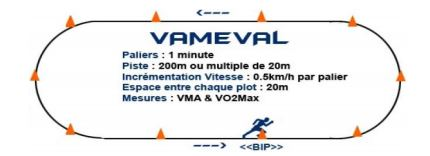 <---
VAMEVAL
Paliers : 1 minute
Piste : 200m ou multiple de 20m
Incrémentation Vitesse : 0.5km/h par palier
Espace entre chaque plot : 20m
Mesures : VMA & VO2Max
---> <<BIP>>